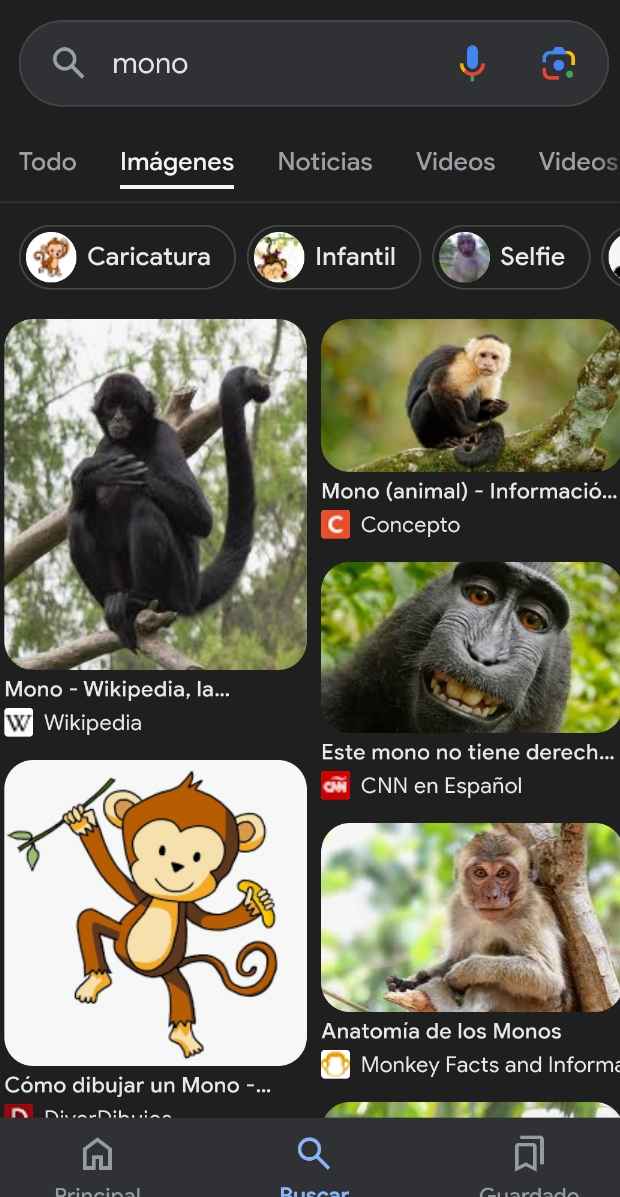 mono
Todo Imágenes Noticias Videos Videos
Caricatura Infantil Selfie
Mono (animal) - Informació...
C Concepto
Mono - Wikipedia, la...
W Wikipedia
Este mono no tiene derech...
CNN CNN en Español
Anatomía de los Monos
Monkey Facts and Informa
Cómo dibujar un Mono -...
D DiverDibujos
Principal Buscar Guardado